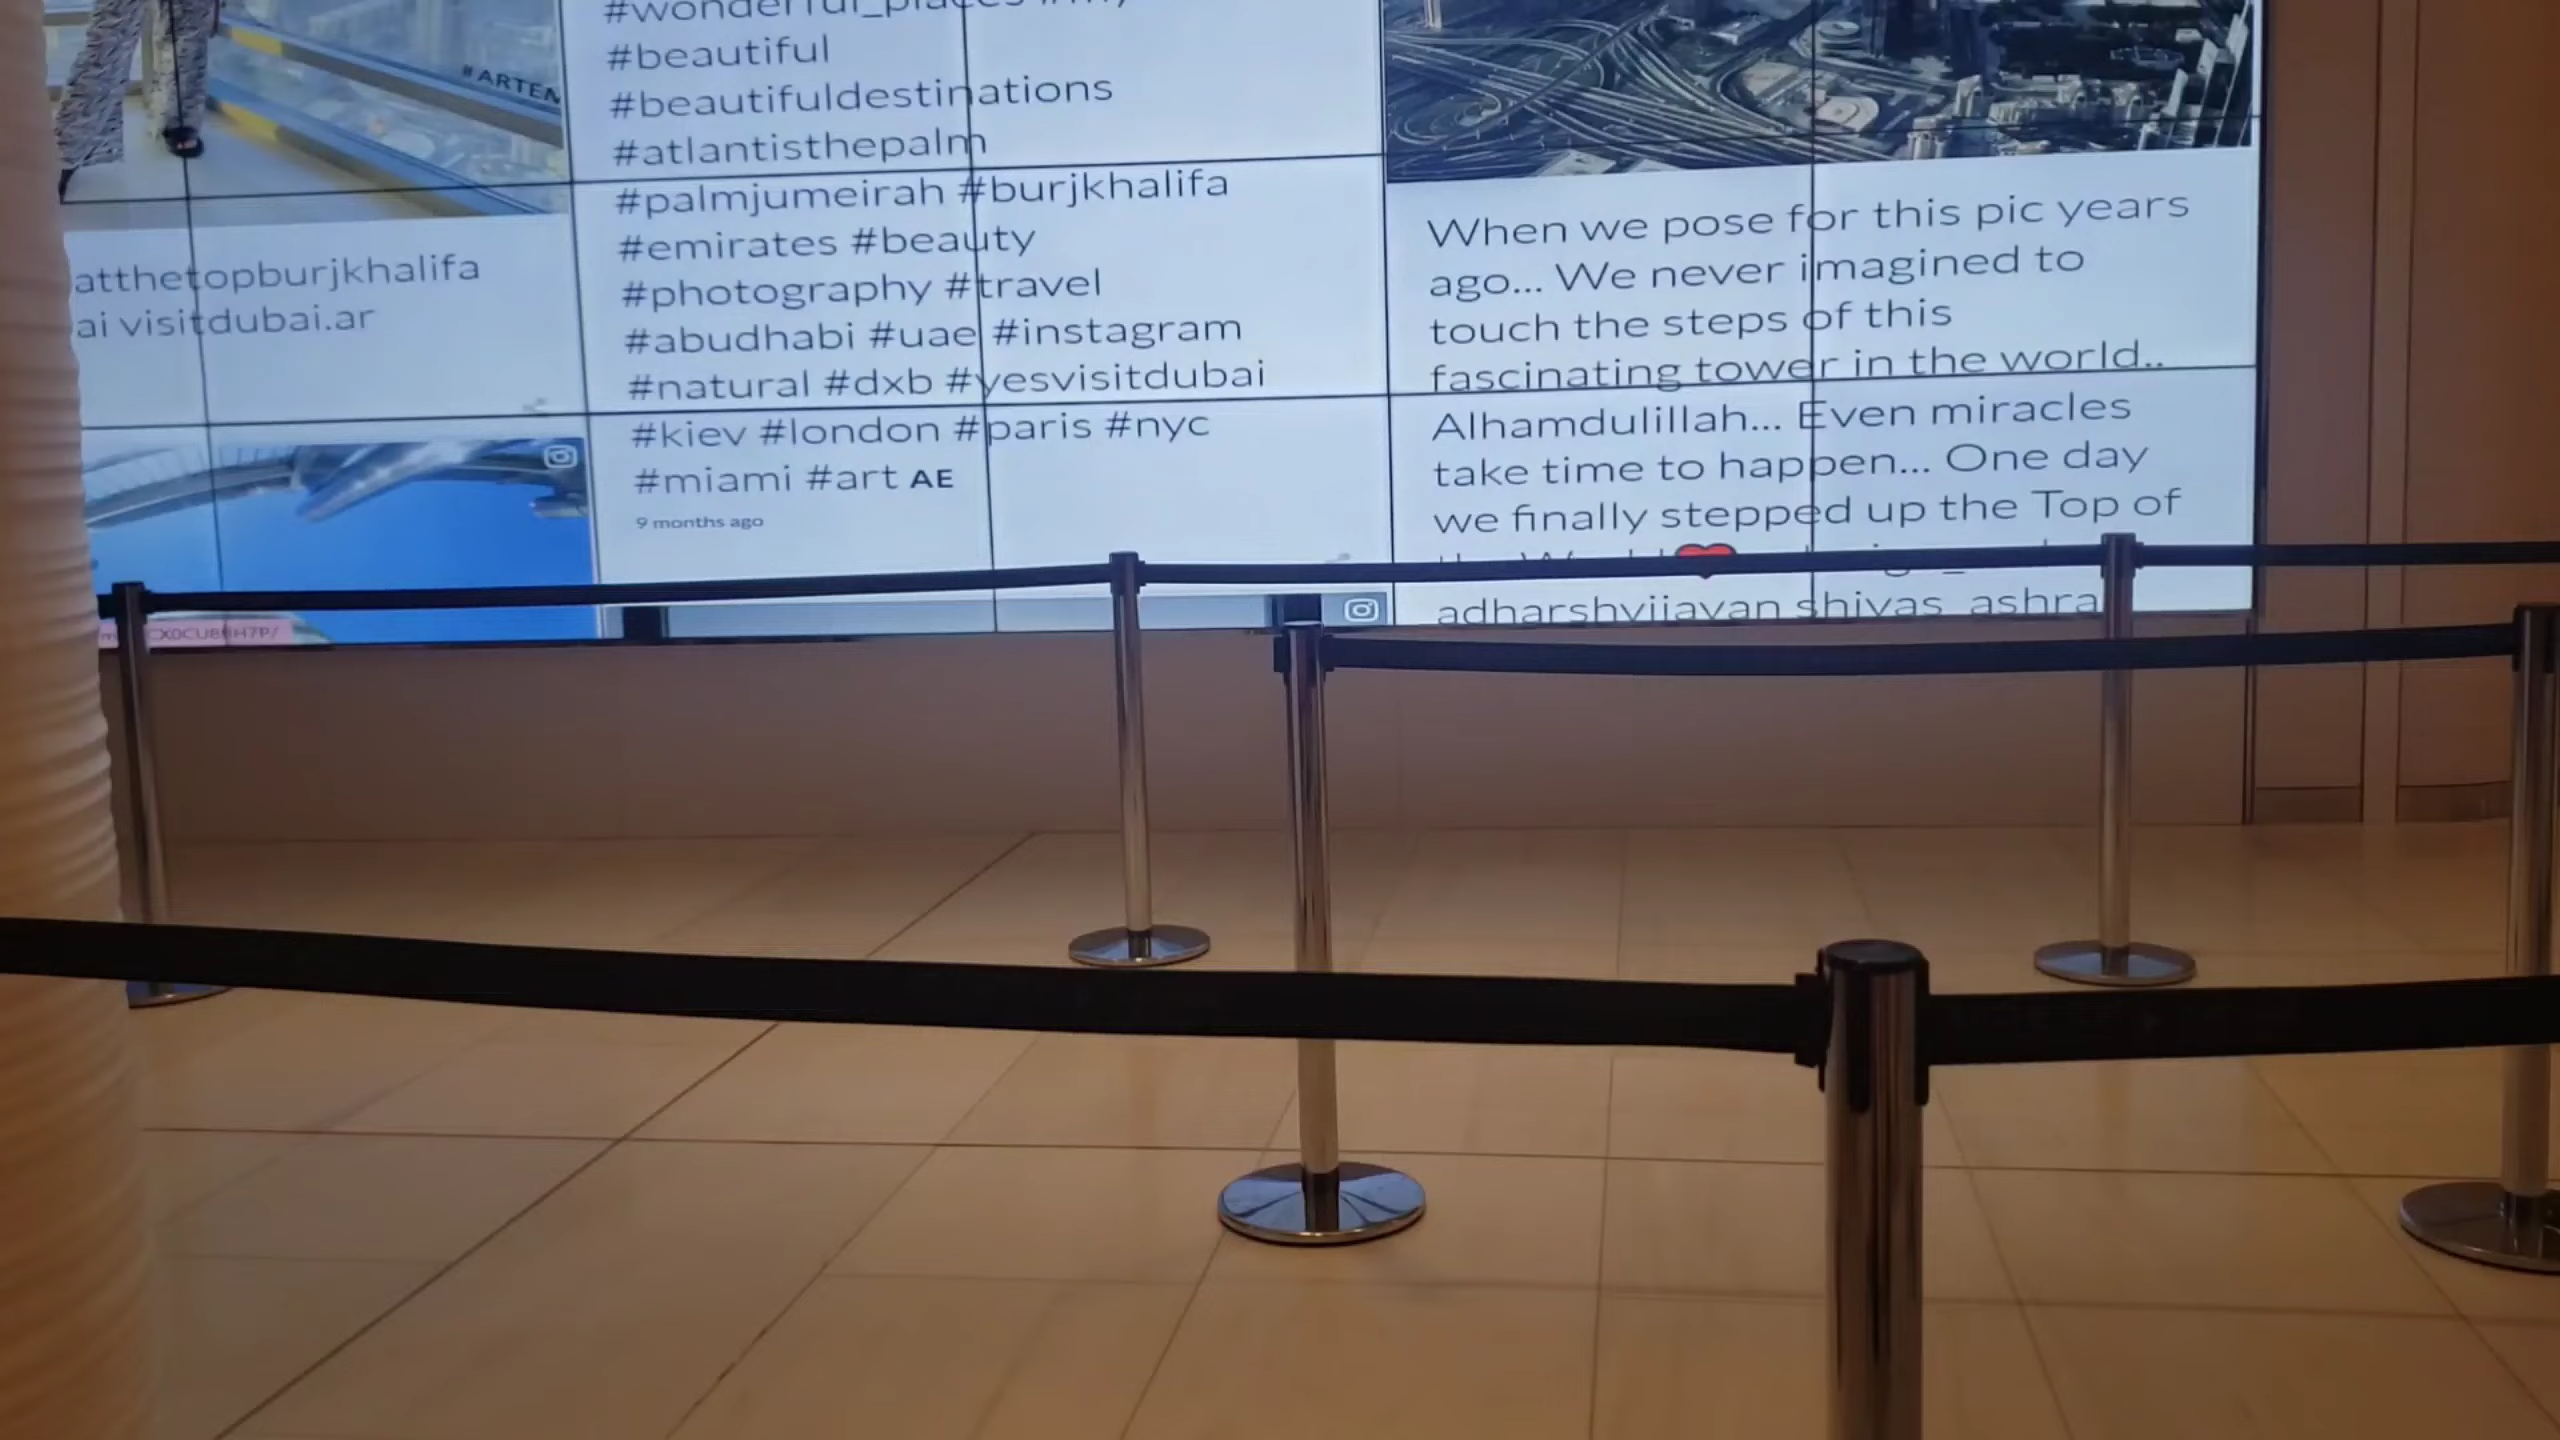 #ARTEM
atthetopburjkhalifa
ai visitdubai.ar
#beautiful
#beautifuldestinations
#atlantisthepalm
#palmjumeirah #burjkhalifa
#emirates #beauty
#photography #travel
#abudhabi #uae #instagram
#natural #dxb #yesvisitdubai
#kiev #london #paris #nyc
#miami #art AE
9 months ago
When we pose for this pic years
ago... We never imagined to
touch the steps of this
fascinating tower in the world..
Alhamdulillah... Even miracles
take time to happen... One day
we finally stepped up the Top of
adharshvijayan shivas_ashra